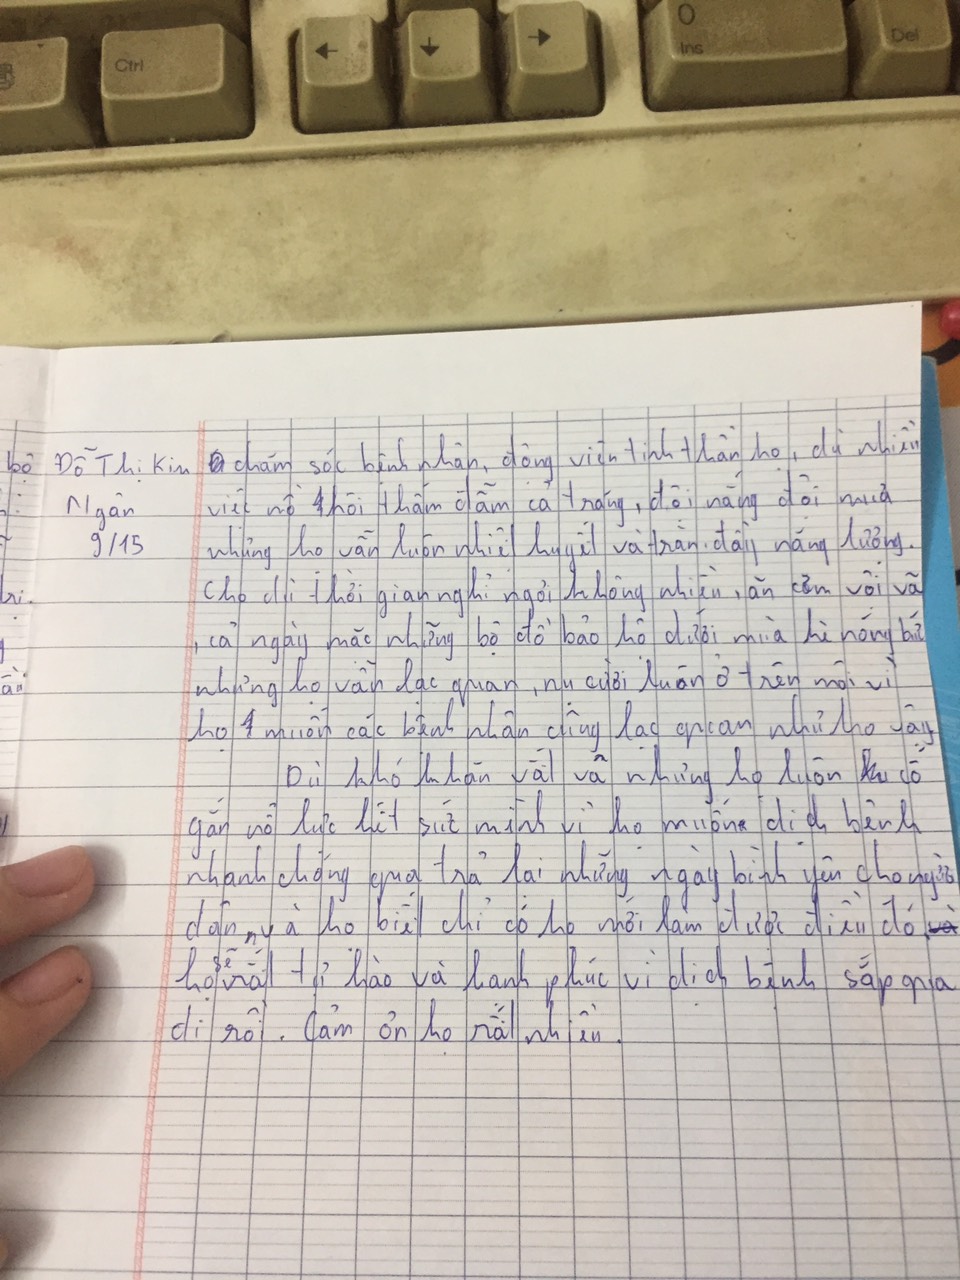 Ctrl
←
↓
→
0
Ins
Del
bộ
Đỗ Thị Kim
Ngân
9/15
chăm sóc bệnh nhân, động viên tinh thần họ, dù nhiên
mồ hôi thấm đẫm cả trang, đội nắng đội mưa
nhưng họ vẫn luôn nhiệt huyết và tràn đầy năng lượng.
Cho dù thời gian nghỉ ngơi không nhiều, ăn cơm vội vã
, cả ngày mặc những bộ đồ bảo hộ dưới mùa hè nóng bức
nhưng họ vẫn lạc quan, nụ cười luôn ở trên môi vì
họ muốn các bệnh nhân cũng lạc quan như họ vậy
Dù khó khăn vất vả nhưng họ luôn cố
gắn nỗ lực hết sức mình vì họ muốn dịch bệnh
nhanh chóng qua trả lại những ngày bình yên cho người
dân, và họ biết chỉ có họ mới làm được điều đó
họ sẽ rất tự hào và hạnh phúc vì dịch bệnh sắp qua
đi rồi. Cảm ơn họ rất nhiều.